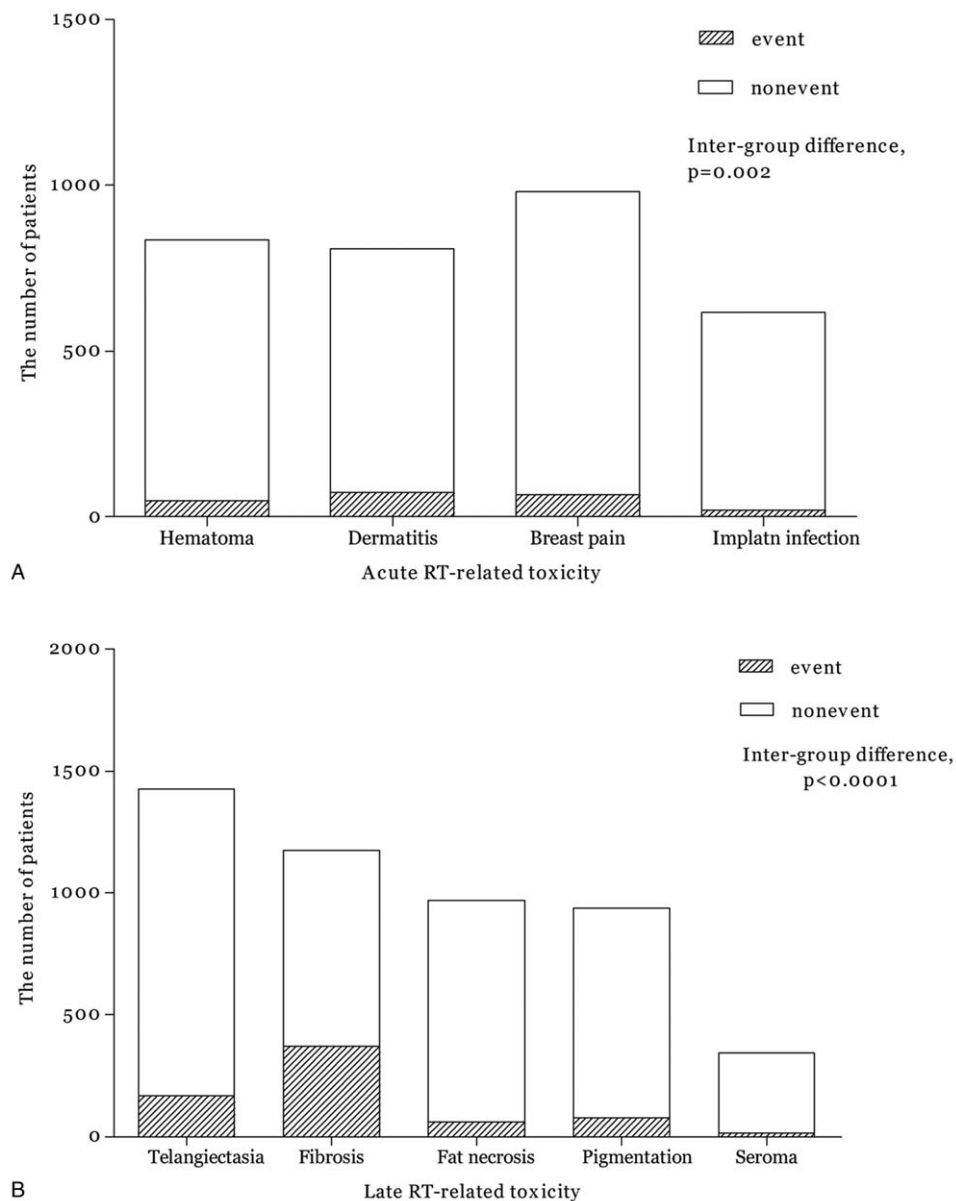 1500
1000
500
0
The number of patients
event
nonevent
Inter-group difference,
p=0.002
Hematoma
Dermatitis
Breast pain
Implatn infection
A
Acute RT-related toxicity
2000
1500
1000
500
0
The number of patients
event
nonevent
Inter-group difference,
p<0.0001
Telangiectasia
Fibrosis
Fat necrosis
Pigmentation
Seroma
B
Late RT-related toxicity